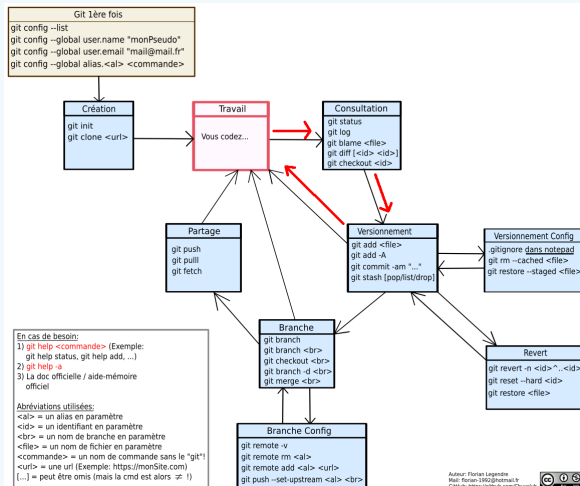 Git 1ère fois
git config --list
git config --global user.name "monPseudo"
git config --global user.email "mail@mail.fr"
git config --global alias.<al> <commande>
Création
git init
git clone <url>
Travail
Vous codez...
Consultation
git status
git log
git blame <file>
git diff [<id> <id>]
git checkout <id>
Partage
git push
git pulll
git fetch
Versionnement
git add <file>
git add -A
git commit -am "..."
git stash [pop/list/drop]
Versionnement Config
.gitignore dans notepad
git rm --cached <file>
git restore --staged <file>
Branche
git branch
git branch <br>
git checkout <br>
git branch -d <br>
git merge <br>
Revert
git revert -n <id>^..<id>
git reset --hard <id>
git restore <file>
Branche Config
git remote -v
git remote rm <al>
git remote add <al> <url>
git push --set-upstream <al> <br>
En cas de besoin:
1) git help <commande> (Exemple:
git help status, git help add, ...)
2) git help -a
3) La doc officielle / aide-mémoire
officiel
Abréviations utilisées:
<al> = un alias en paramètre
<id> = un identifiant en paramètre
<br> = un nom de branche en paramètre
<file> = un nom de fichier en paramètre
<commande> = un nom de commande sans le "git"!
<url> = une url (Exemple: https://monSite.com)
[...] = peut être omis (mais la cmd est alors ≠ !)
Auteur: Florian Legendre
Mail: florian-1992@hotmail.fr